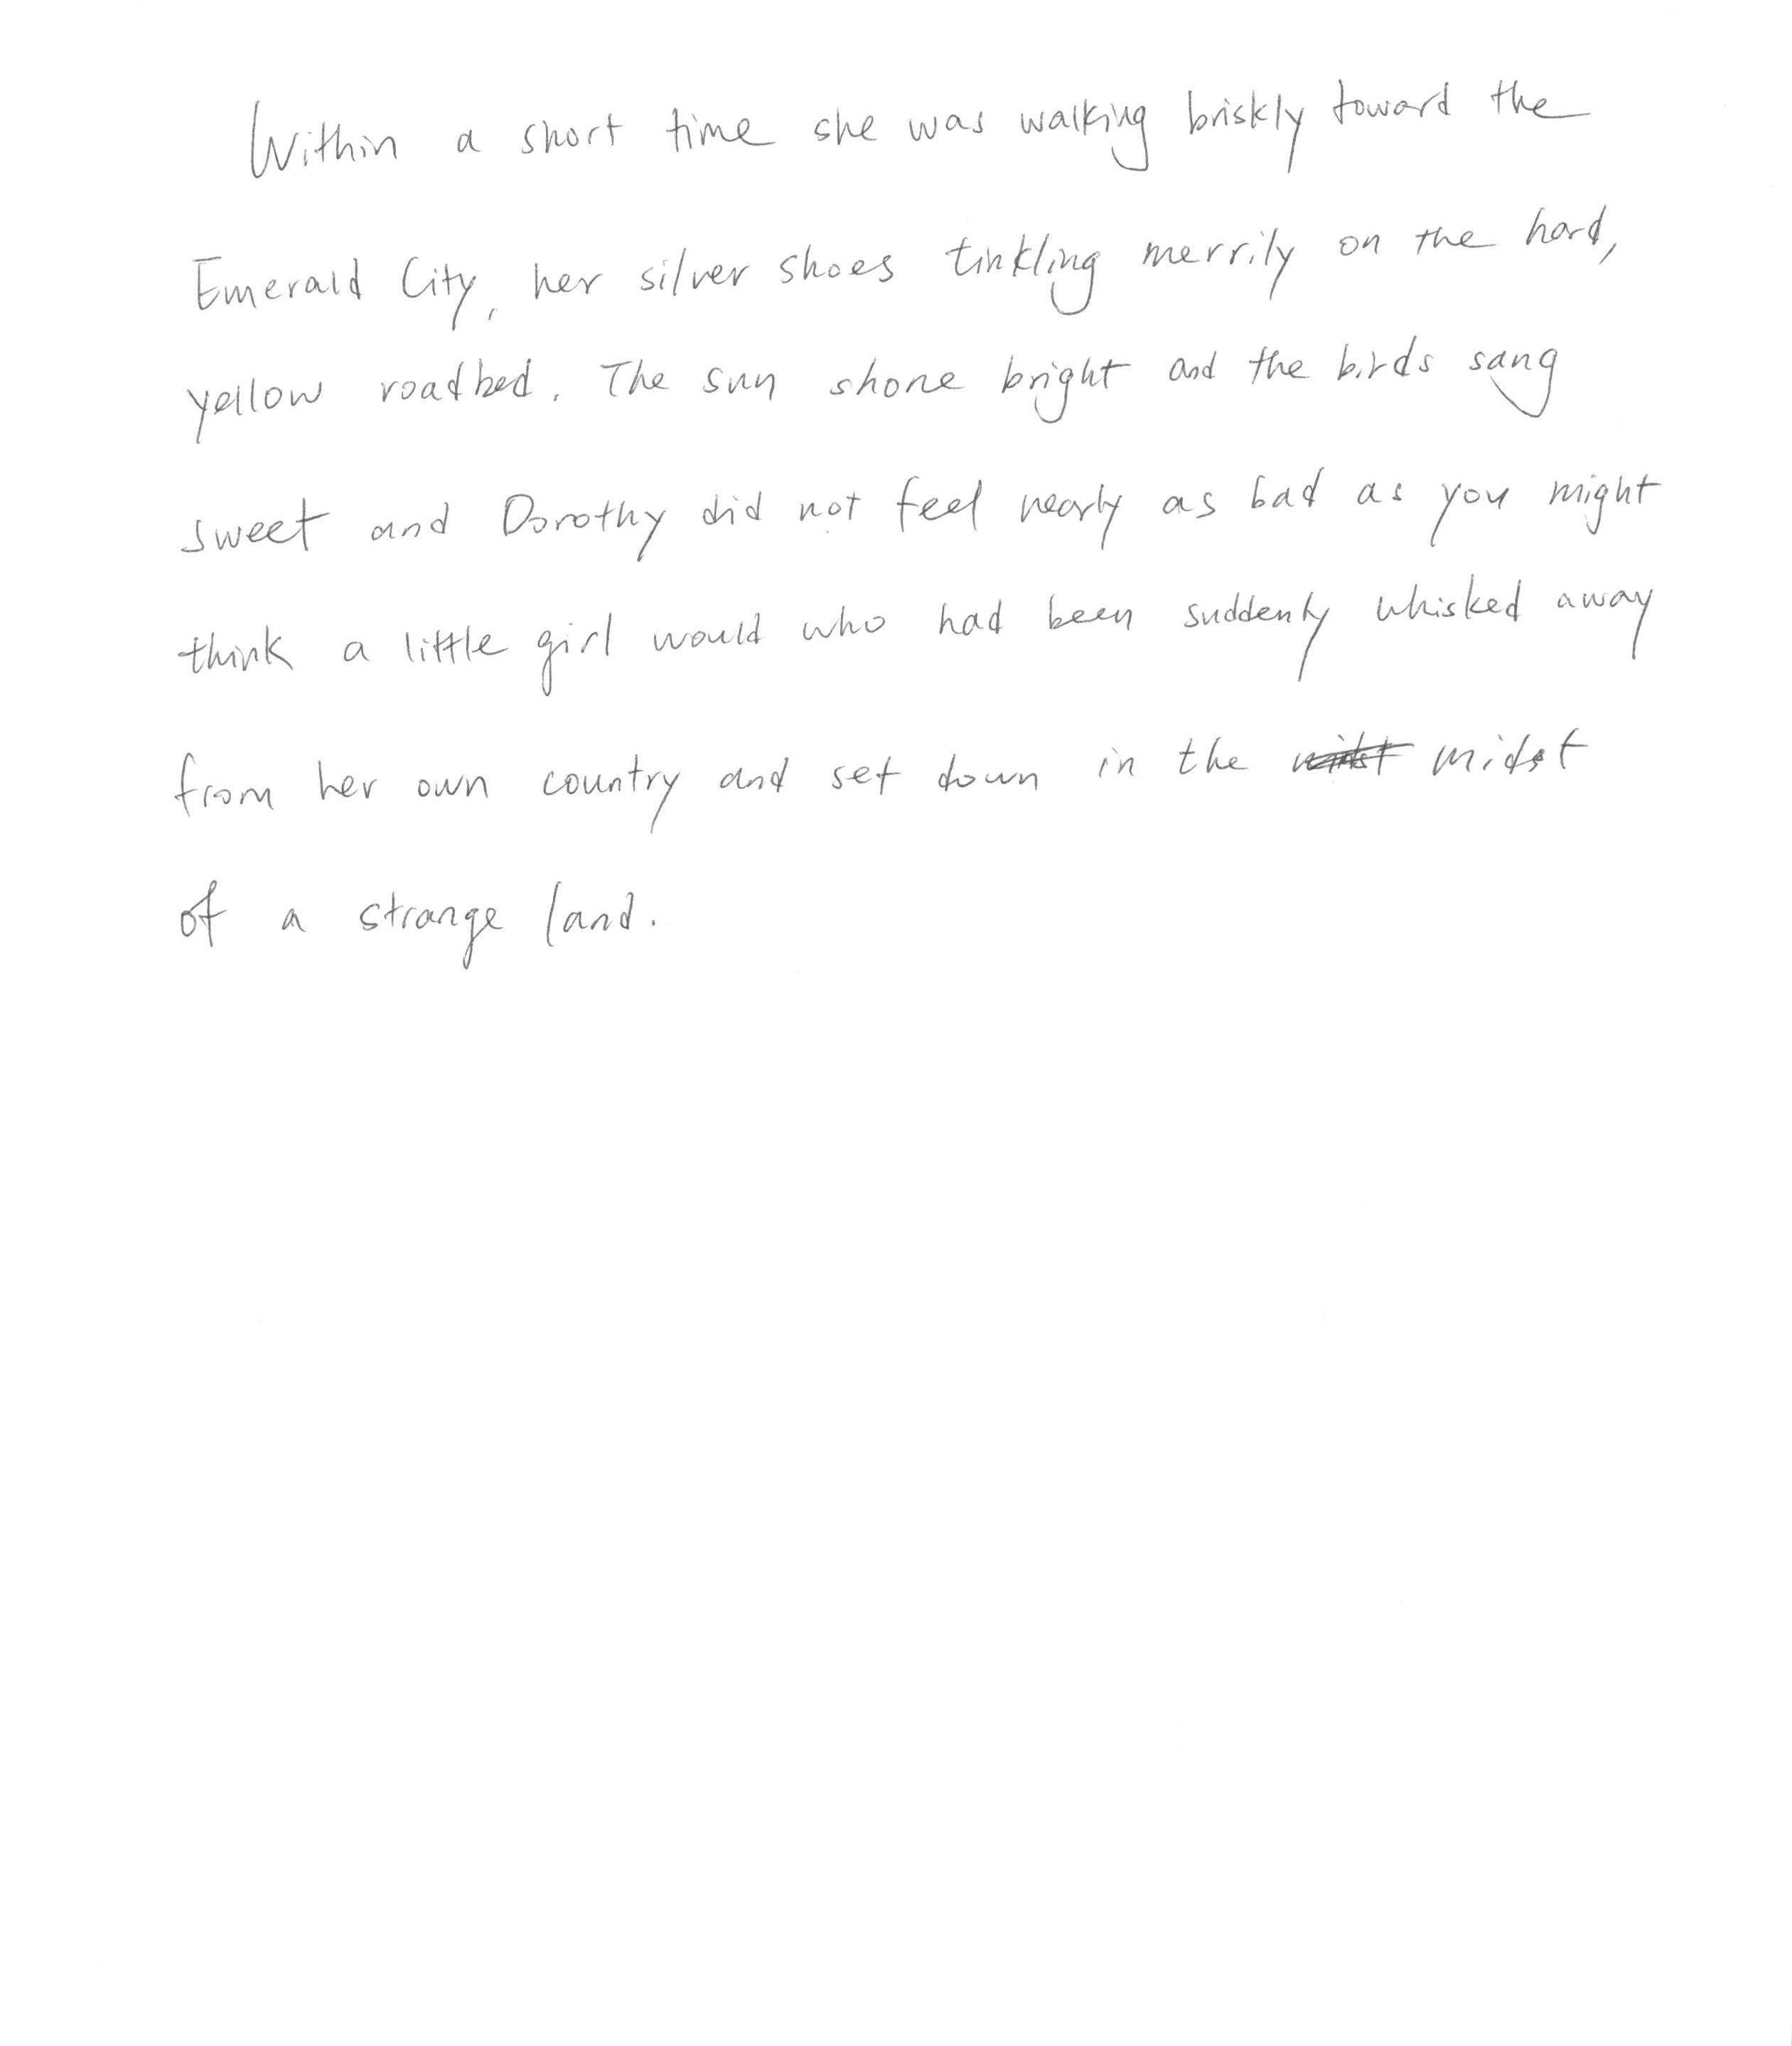 Within a short time she was walking briskly toward the
Emerald City, her silver shoes tinkling merrily on the hard,
yellow roadbed. The sun shone bright and the birds sang
sweet and Dorothy did not feel nearly as bad as you might
think a little girl would who had been suddenly whisked away
from her own country and set down in the midst
of a strange land.